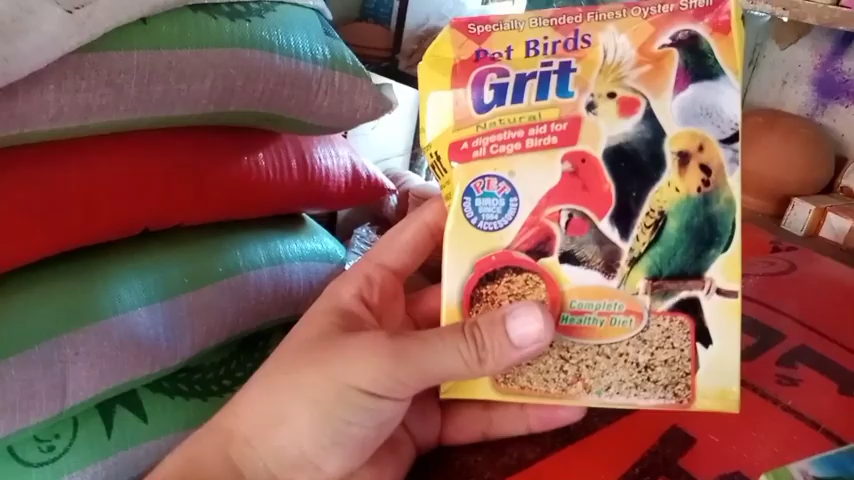 Specially Blended Finest Oyster Shell
Pet Birds
Grit
Natural
A digestive aid for
all Cage Birds
PET
BIRDS
SINCE
1984
FOOD & ACCESSORIES
Complete
Healthy Diet